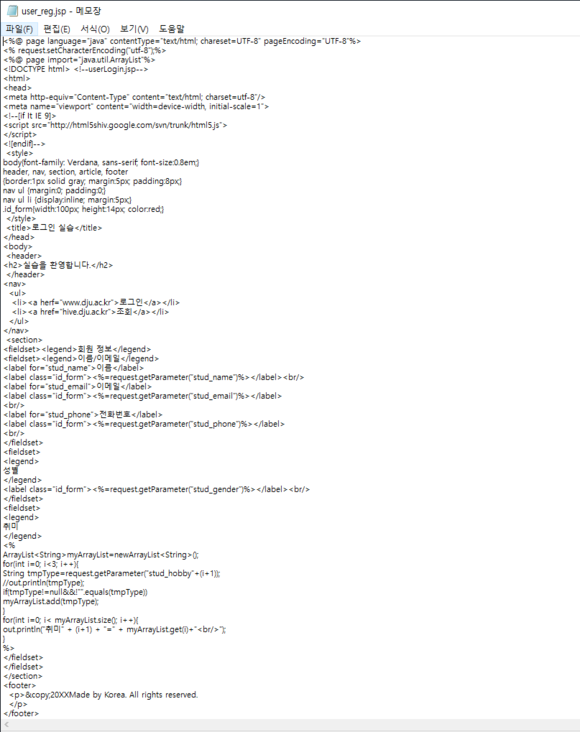 user_reg.jsp - 메모장
파일(F) 편집(E) 서식(O) 보기(V) 도움말
<%@ page language="java" contentType="text/html; chareset=UTF-8" pageEncoding="UTF-8"%>
<% request.setCharacterEncoding("utf-8");%>
<%@ page import="java.util.ArrayList"%>
<!DOCTYPE html> <!--userLogin.jsp-->
<html>
<head>
<meta http-equiv="Content-Type" content="text/html; charset=utf-8"/>
<meta name="viewport" content="width=device-width, initial-scale=1">
<!--[if lt IE 9]>
<script src="http://html5shiv.google.com/svn/trunk/html5.js">
</script>
<![endif]-->
<style>
body{font-family: Verdana, sans-serif; font-size:0.8em;}
header, nav, section, article, footer
{border:1px solid gray; margin:5px; padding:8px;}
nav ul {margin:0; padding:0;}
nav ul li {display:inline; margin:5px;}
.id_form{width:100px; height:14px; color:red;}
</style>
<title>로그인 실습</title>
</head>
<body>
<header>
<h2>실습을 환영합니다.</h2>
</header>
<nav>
<ul>
<li><a herf="www.dju.ac.kr">로그인</a></li>
<li><a href="hive.dju.ac.kr">조회</a></li>
</ul>
</nav>
<section>
<fieldset><legend>회원 정보</legend>
<fieldset><legend>이름/이메일</legend>
<label for="stud_name">이름</label>
<label class="id_form"><%=request.getParameter("stud_name")%></label><br/>
<label for="stud_email">이메일</label>
<label class="id_form"><%=request.getParameter("stud_email")%></label>
<br/>
<label for="stud_phone">전화번호</label>
<label class="id_form"><%=request.getParameter("stud_phone")%></label>
<br/>
</fieldset>
<fieldset>
<legend>
성별
</legend>
<label class="id_form"><%=request.getParameter("stud_gender")%></label><br/>
</fieldset>
<fieldset>
<legend>
취미
</legend>
<%
ArrayList<String>myArrayList=newArrayList<String>();
for(int i=0; i<3; i++){
String tmpType=request.getParameter("stud_hobby"+(i+1));
//out.println(tmpType);
if(tmpType!=null&&!"".equals(tmpType))
myArrayList.add(tmpType);
}
for(int i=0; i< myArrayList.size(); i++){
out.println("취미" + (i+1) + "=" + myArrayList.get(i)+"<br/>");
}
%>
</fieldset>
</fieldset>
</section>
<footer>
<p>&copy;20XXMade by Korea. All rights reserved.
</p>
</footer>